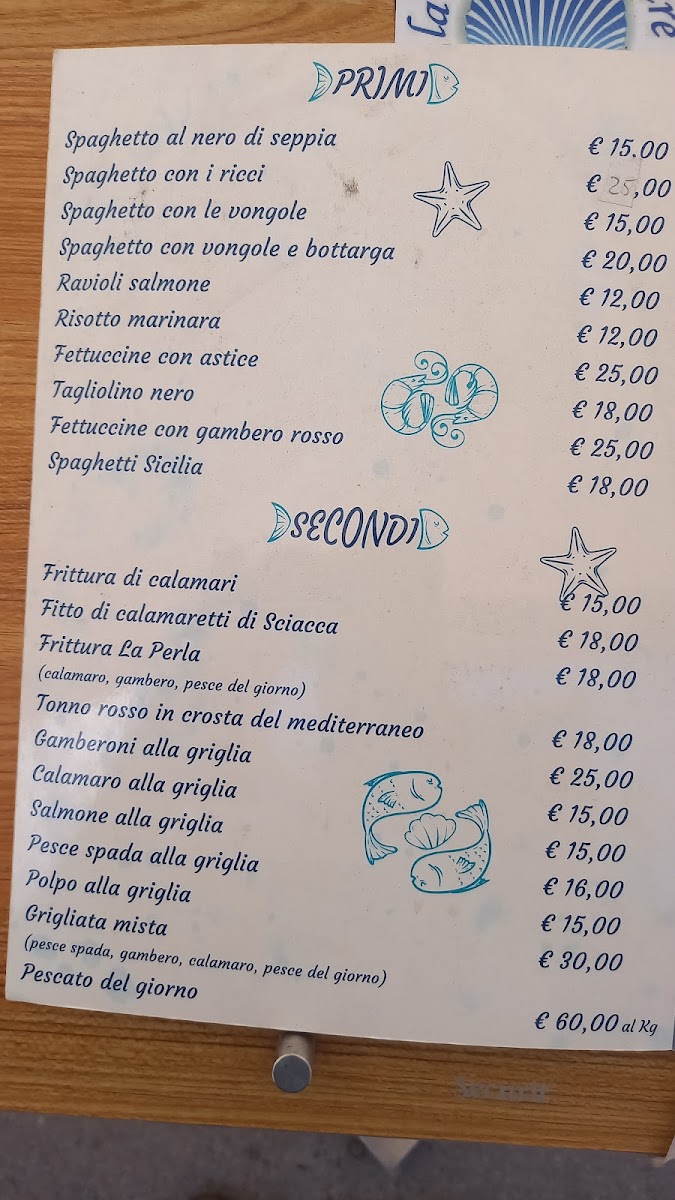 la
re
PRIMI
Spaghetto al nero di seppia € 15.00
Spaghetto con i ricci € 25,00
Spaghetto con le vongole € 15,00
Spaghetto con vongole e bottarga € 20,00
Ravioli salmone € 12,00
Risotto marinara € 12,00
Fettuccine con astice € 25,00
Tagliolino nero € 18,00
Fettuccine con gambero rosso € 25,00
Spaghetti Sicilia € 18,00
SECONDI
Frittura di calamari € 15,00
Fitto di calamaretti di Sciacca € 18,00
Frittura La Perla € 18,00
(calamaro, gambero, pesce del giorno)
Tonno rosso in crosta del mediterraneo € 18,00
Gamberoni alla griglia € 25,00
Calamaro alla griglia € 15,00
Salmone alla griglia € 15,00
Pesce spada alla griglia € 16,00
Polpo alla griglia € 15,00
Grigliata mista € 30,00
(pesce spada, gambero, calamaro, pesce del giorno)
Pescato del giorno € 60,00 al Kg